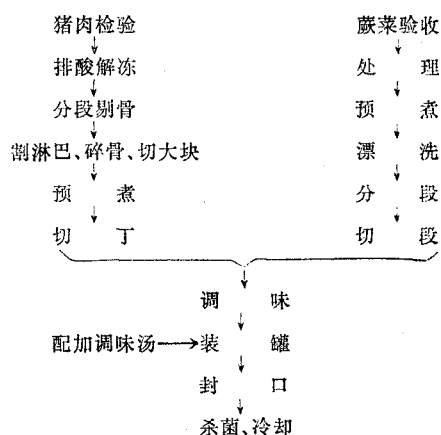 猪肉检验
排酸解冻
分段剔骨
割淋巴、碎骨、切大块
预煮
切丁
蕨菜验收
处理
预煮
漂洗
分段
切段
调味
配加调味汤→装罐
封口
杀菌、冷却